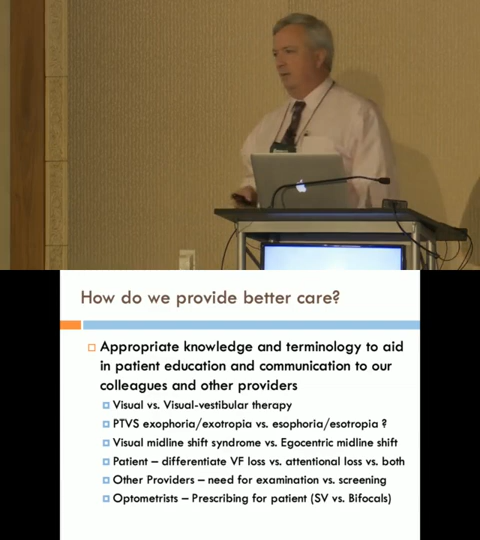 How do we provide better care?
Appropriate knowledge and terminology to aid
in patient education and communication to our
colleagues and other providers
Visual vs. Visual-vestibular therapy
PTVS exophoria/exotropia vs. esophoria/esotropia ?
Visual midline shift syndrome vs. Egocentric midline shift
Patient – differentiate VF loss vs. attentional loss vs. both
Other Providers – need for examination vs. screening
Optometrists – Prescribing for patient (SV vs. Bifocals)